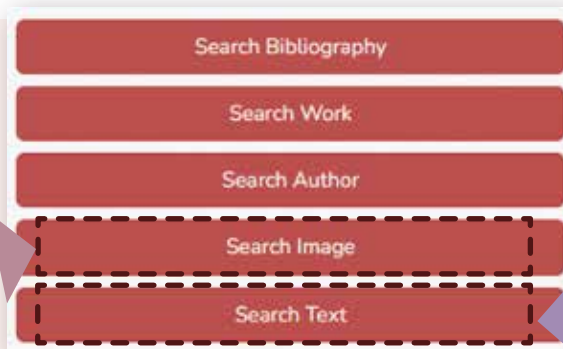 Search Bibliography
Search Work
Search Author
Search Image
Search Text